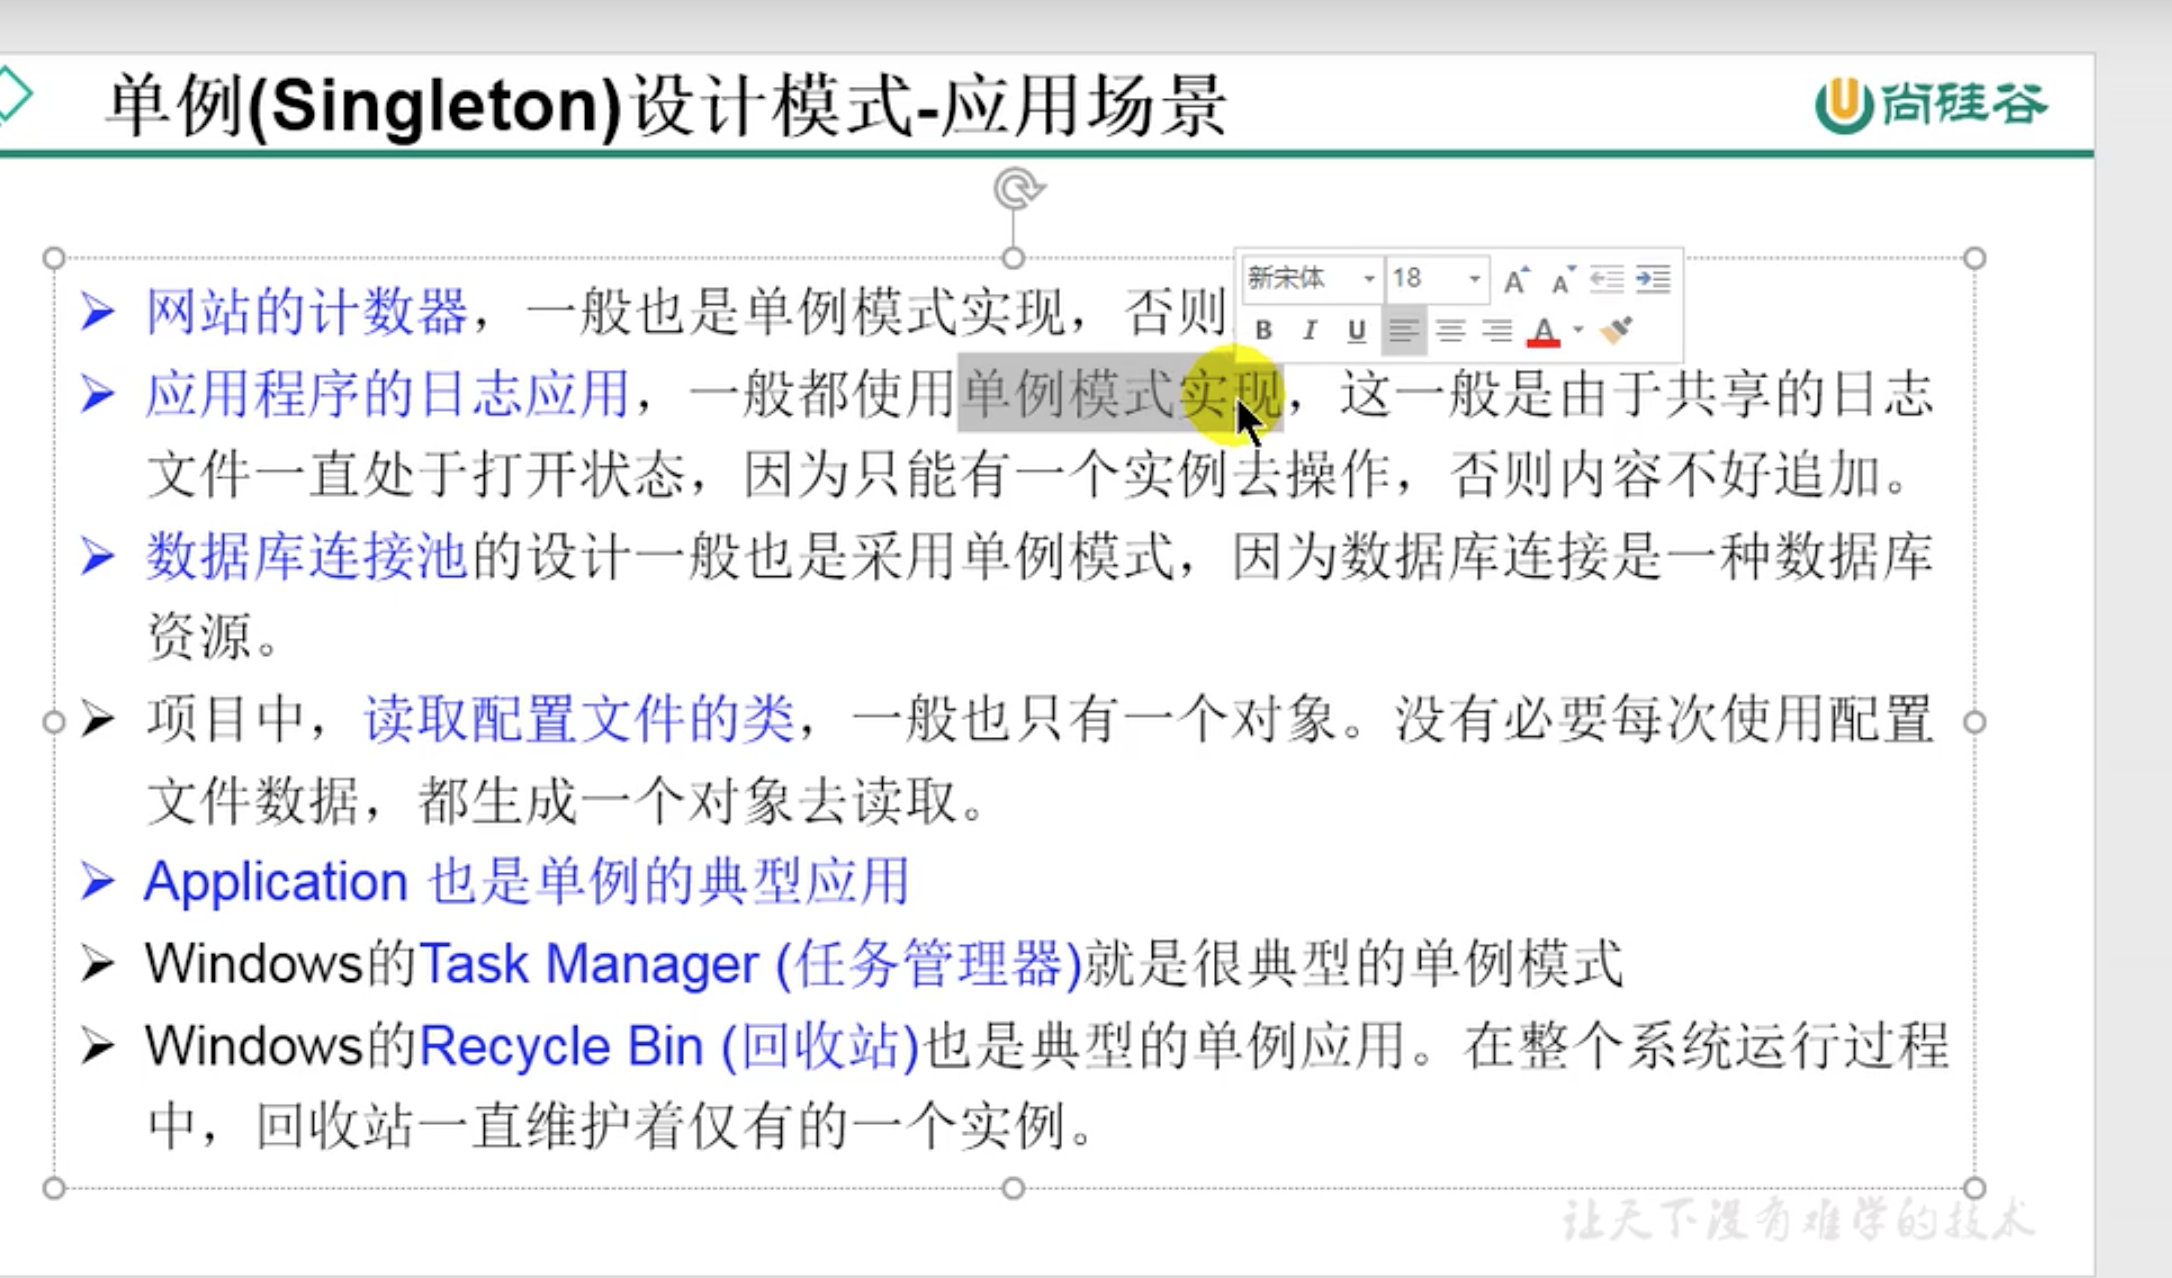 单例(Singleton)设计模式-应用场景
尚硅谷
新宋体 18
B I U A
网站的计数器，一般也是单例模式实现，否则
应用程序的日志应用，一般都使用单例模式实现，这一般是由于共享的日志
文件一直处于打开状态，因为只能有一个实例去操作，否则内容不好追加。
数据库连接池的设计一般也是采用单例模式，因为数据库连接是一种数据库
资源。
项目中，读取配置文件的类，一般也只有一个对象。没有必要每次使用配置
文件数据，都生成一个对象去读取。
Application 也是单例的典型应用
Windows的Task Manager (任务管理器)就是很典型的单例模式
Windows的Recycle Bin (回收站)也是典型的单例应用。在整个系统运行过程
中，回收站一直维护着仅有的一个实例。
让天下没有难学的技术